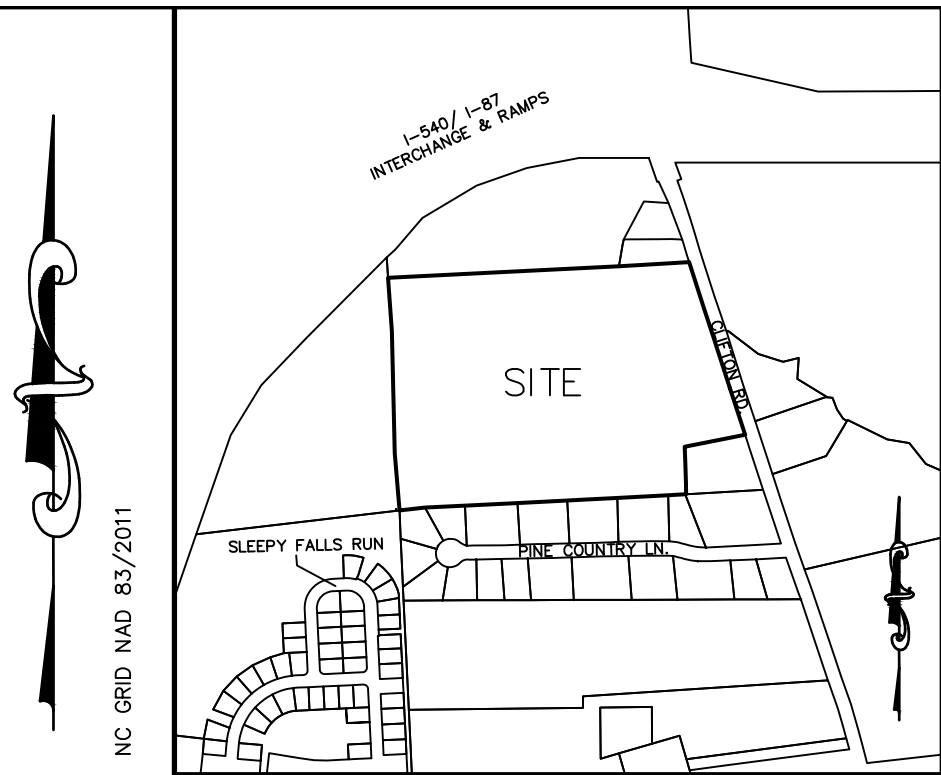 I-540/ I-87
INTERCHANGE & RAMPS
CLIFTON RD.
SITE
SLEEPY FALLS RUN
PINE COUNTRY LN.
NC GRID NAD 83/2011